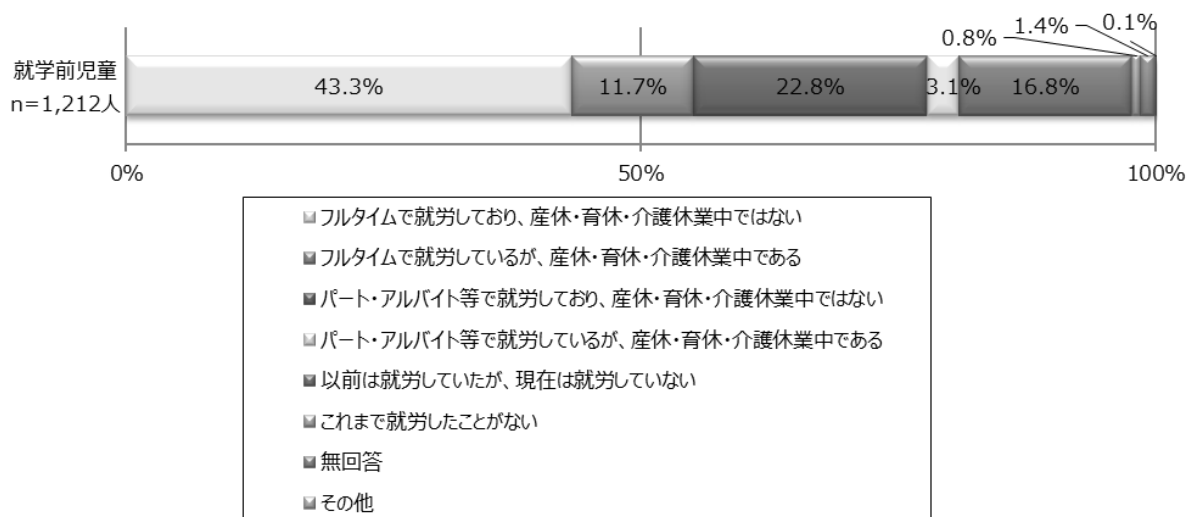 0.8% 1.4% 0.1%
就学前児童
n=1,212人
43.3% 11.7% 22.8% 3.1% 16.8%
0% 50% 100%
フルタイムで就労しており、産休・育休・介護休業中ではない
フルタイムで就労しているが、産休・育休・介護休業中である
パート・アルバイト等で就労しており、産休・育休・介護休業中ではない
パート・アルバイト等で就労しているが、産休・育休・介護休業中である
以前は就労していたが、現在は就労していない
これまで就労したことがない
無回答
その他